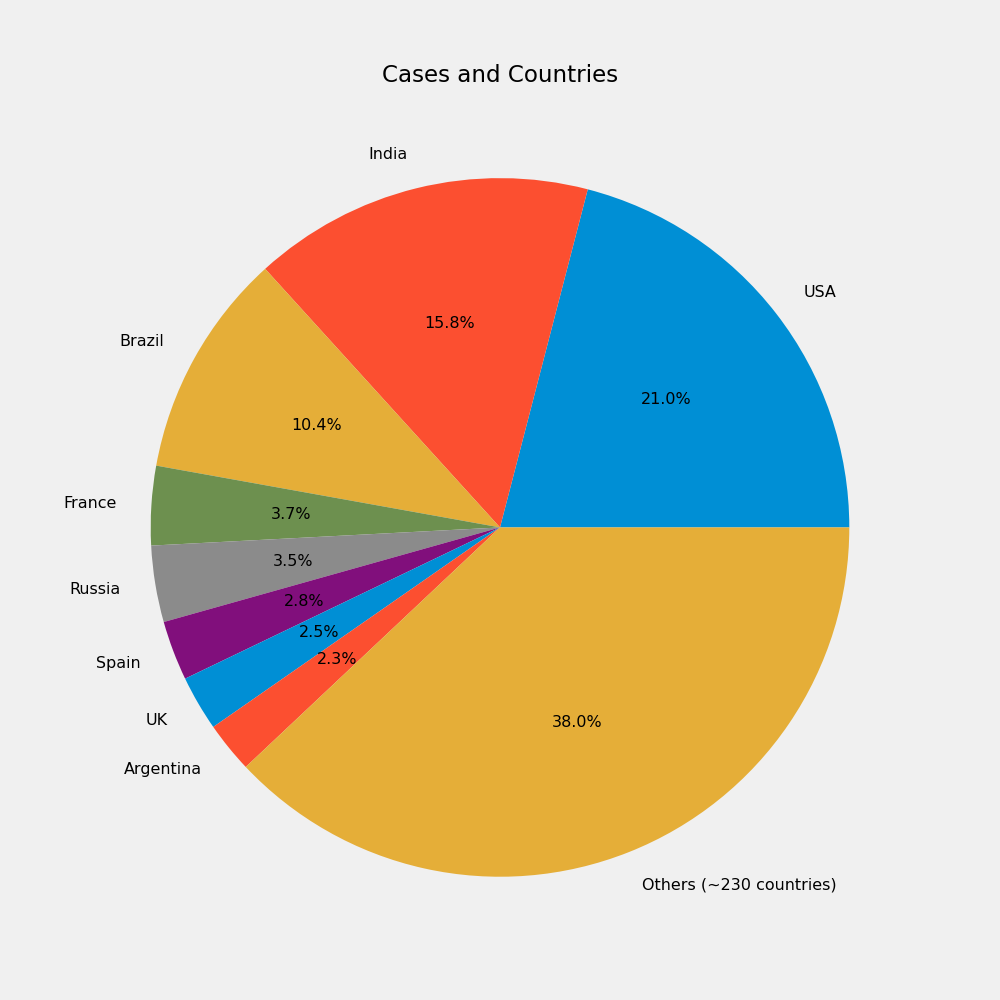 Cases and Countries
India
USA
15.8%
Brazil
21.0%
10.4%
France
3.7%
3.5%
Russia
2.8%
2.5%
Spain
2.3%
UK
38.0%
Argentina
Others (~230 countries)